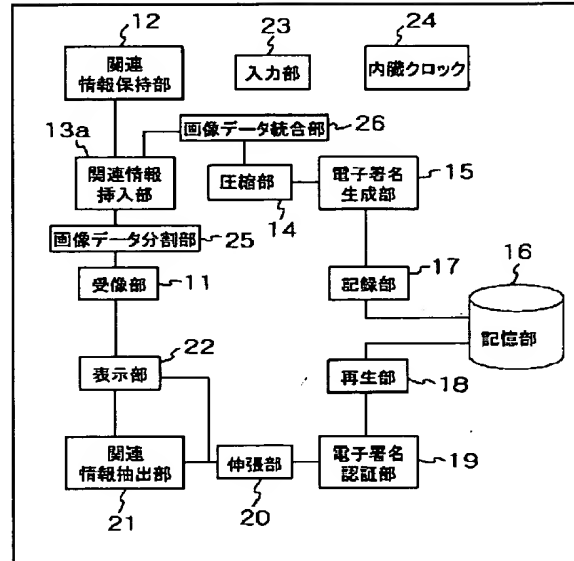 12
23
24
関連
情報保持部
入力部
内臓クロック
13a
画像データ統合部
26
関連情報
挿入部
圧縮部
14
電子署名
生成部
15
画像データ分割部
25
受像部
11
記録部
17
16
記憶部
22
表示部
再生部
18
関連
情報抽出部
21
伸張部
20
電子署名
認証部
19